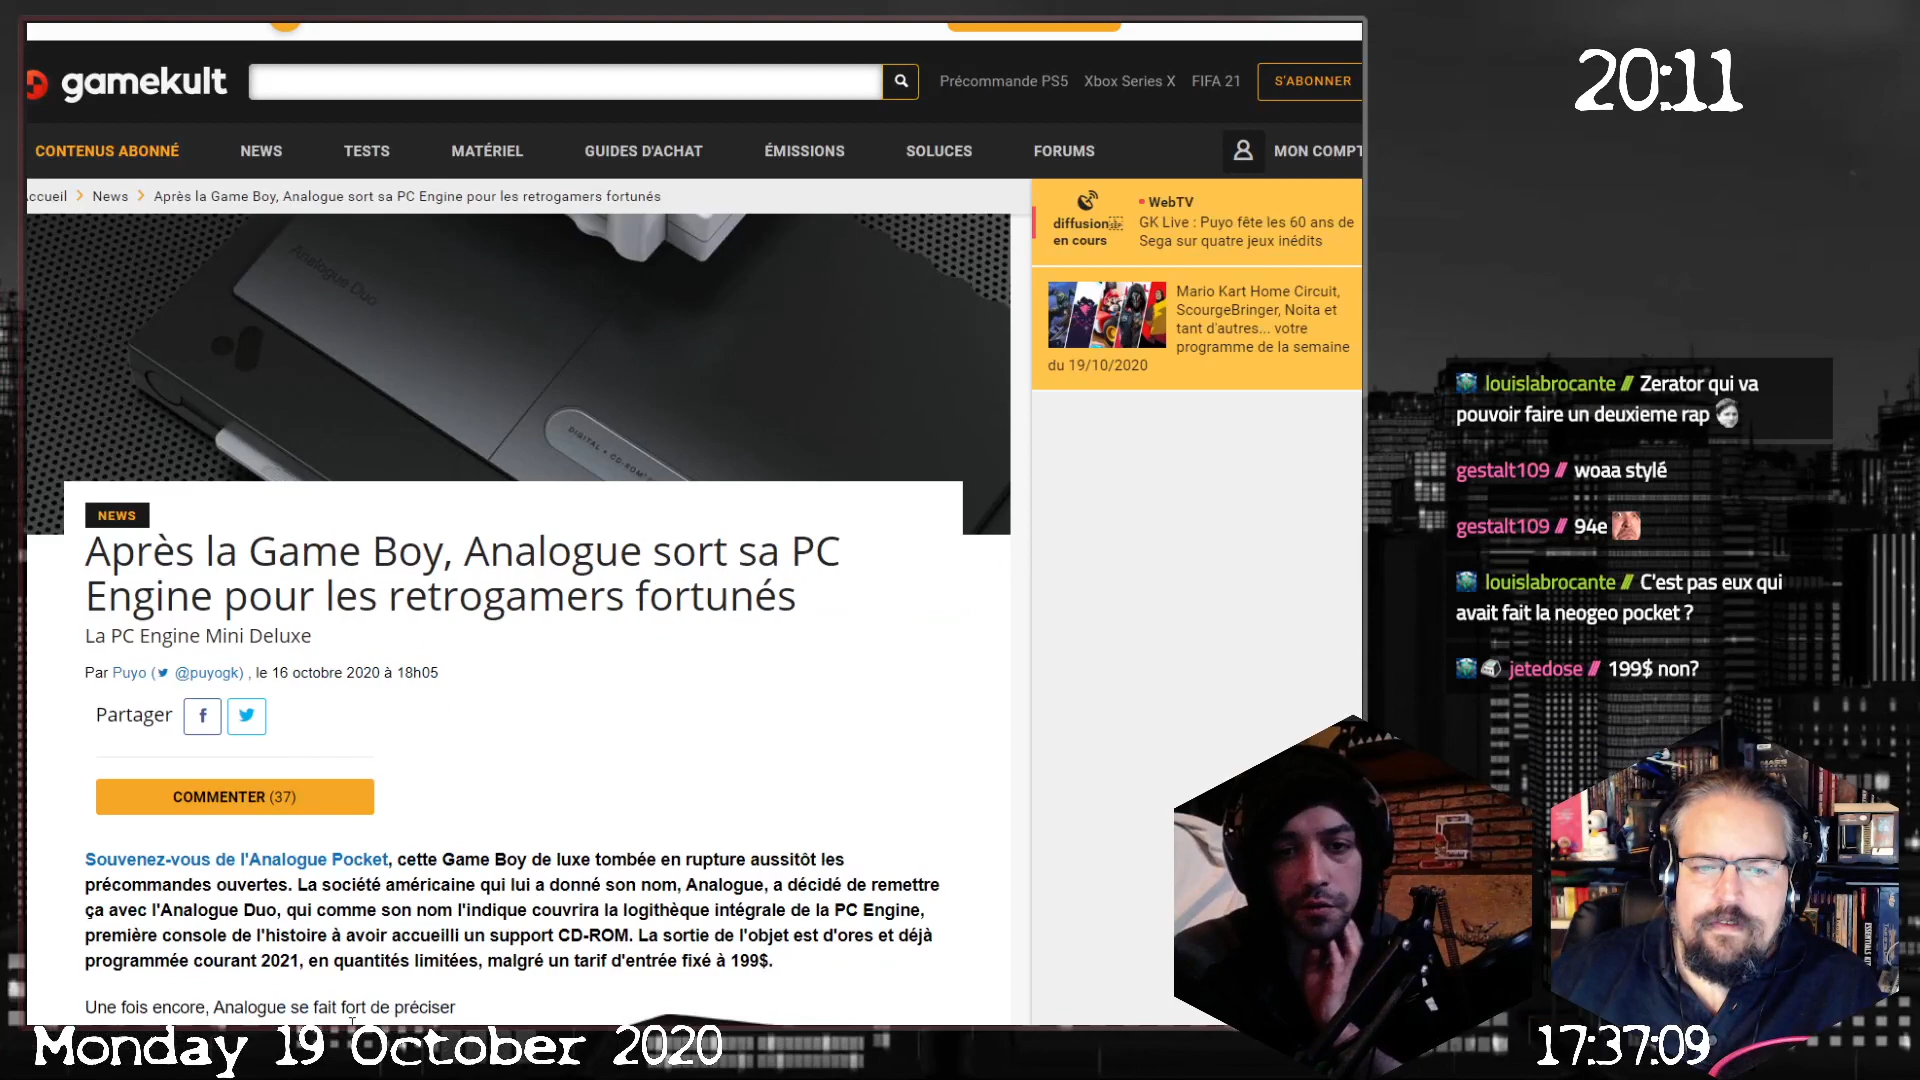 20:11
gamekult
Précommande PS5 Xbox Series X FIFA 21 S'ABONNER
CONTENUS ABONNÉ NEWS TESTS MATÉRIEL GUIDES D'ACHAT ÉMISSIONS SOLUCES FORUMS MON COMPT
ccueil > News > Après la Game Boy, Analogue sort sa PC Engine pour les retrogamers fortunés
Analogue Duo
DIGITAL + CD-ROM²
NEWS
Après la Game Boy, Analogue sort sa PC
Engine pour les retrogamers fortunés
La PC Engine Mini Deluxe
Par Puyo (@puyogk) , le 16 octobre 2020 à 18h05
Partager
COMMENTER (37)
Souvenez-vous de l'Analogue Pocket, cette Game Boy de luxe tombée en rupture aussitôt les
précommandes ouvertes. La société américaine qui lui a donné son nom, Analogue, a décidé de remettre
ça avec l'Analogue Duo, qui comme son nom l'indique couvrira la logithèque intégrale de la PC Engine,
première console de l'histoire à avoir accueilli un support CD-ROM. La sortie de l'objet est d'ores et déjà
programmée courant 2021, en quantités limitées, malgré un tarif d'entrée fixé à 199$.
Une fois encore, Analogue se fait fort de préciser
diffusion
en cours
WebTV
GK Live : Puyo fête les 60 ans de
Sega sur quatre jeux inédits
Mario Kart Home Circuit,
ScourgeBringer, Noita et
tant d'autres... votre
programme de la semaine
du 19/10/2020
louislabrocante // Zerator qui va
pouvoir faire un deuxieme rap
gestalt109 // woaa stylé
gestalt109 // 94e
louislabrocante // C'est pas eux qui
avait fait la neogeo pocket ?
jetedose // 199$ non?
Monday 19 October 2020
17:37:09